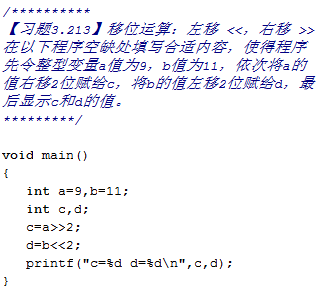 /**********
【习题3.213】移位运算：左移 <<，右移 >>
在以下程序空缺处填写合适内容，使得程序
先令整型变量a值为9，b值为11，依次将a的
值右移2位赋给c，将b的值左移2位赋给d，最
后显示c和d的值。
*********/
void main()
{
   int a=9,b=11;
   int c,d;
   c=a>>2;
   d=b<<2;
   printf("c=%d d=%d\n",c,d);
}